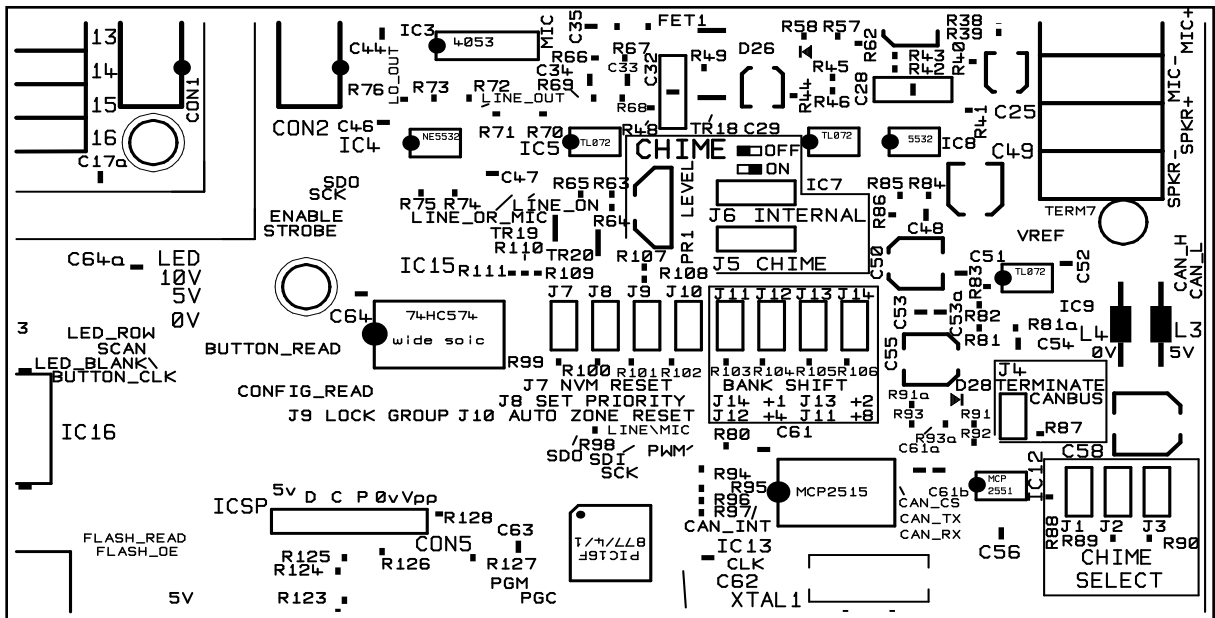 13
14
15
16
C17a
CON1
C44
IC3
4053
MIC
C35
FET1
R58
R57
R38
R39
MIC+
MIC-
SPKR+
SPKR-
R66
R67
C34
C33
R69
R68
C32
R49
D26
R45
R46
R44
R62
R43
R42
R40
C28
R41
C25
R76
LO_OUT
R73
R72
LINE_OUT
CON2
C46
IC4
NE5532
R71
R70
IC5
TL072
R48
TR18
C29
TL072
5532
IC8
C49
CHIME
OFF
ON
IC7
SDO
SCK
ENABLE
STROBE
C47
R75
R74
LINE_ON
LINE_OR_MIC
R65
R63
R64
PR1 LEVEL
J6 INTERNAL
J5 CHIME
R85
R84
R86
C48
TERM7
VREF
TR19
R110
TR20
R107
R108
R109
R111
IC15
C64a
LED
10V
5V
0V
C50
C51
TL072
C52
CAN_H
CAN_L
R83
R82
R81
IC9
R81a
C54
L4
L3
0V
5V
C64
74HC574
wide soic
J7
J8
J9
J10
J11 J12 J13 J14
C53
C53a
C55
3
LED_ROW
SCAN
LED_BLANK\
BUTTON_CLK
BUTTON_READ
CONFIG_READ
R99
R100
R101
R102
R103
R104
R105
R106
J7 NVM RESET
J8 SET PRIORITY
J9 LOCK GROUP J10 AUTO ZONE RESET
BANK SHIFT
J14 +1 J13 +2
J12 +4 J11 +8
D28
J4
TERMINATE
CANBUS
R87
R91a
R93
R93a
R91
R92
C61a
IC16
LINE\MIC
R98
SDO
SDI
SCK
PWM
R80
C61
C58
ICSP
5v D C P 0v Vpp
R128
CON5
R94
R95
R96
R97
CAN_INT
MCP2515
CAN_CS
CAN_TX
CAN_RX
C61b
MCP
2551
IC12
C56
R88
J1
J2
J3
R89
R90
CHIME
SELECT
FLASH_READ
FLASH_OE
5V
R125
R124
R123
R126
C63
R127
PGM
PGC
PIC16F
877/4/1
IC13
CLK
C62
XTAL1